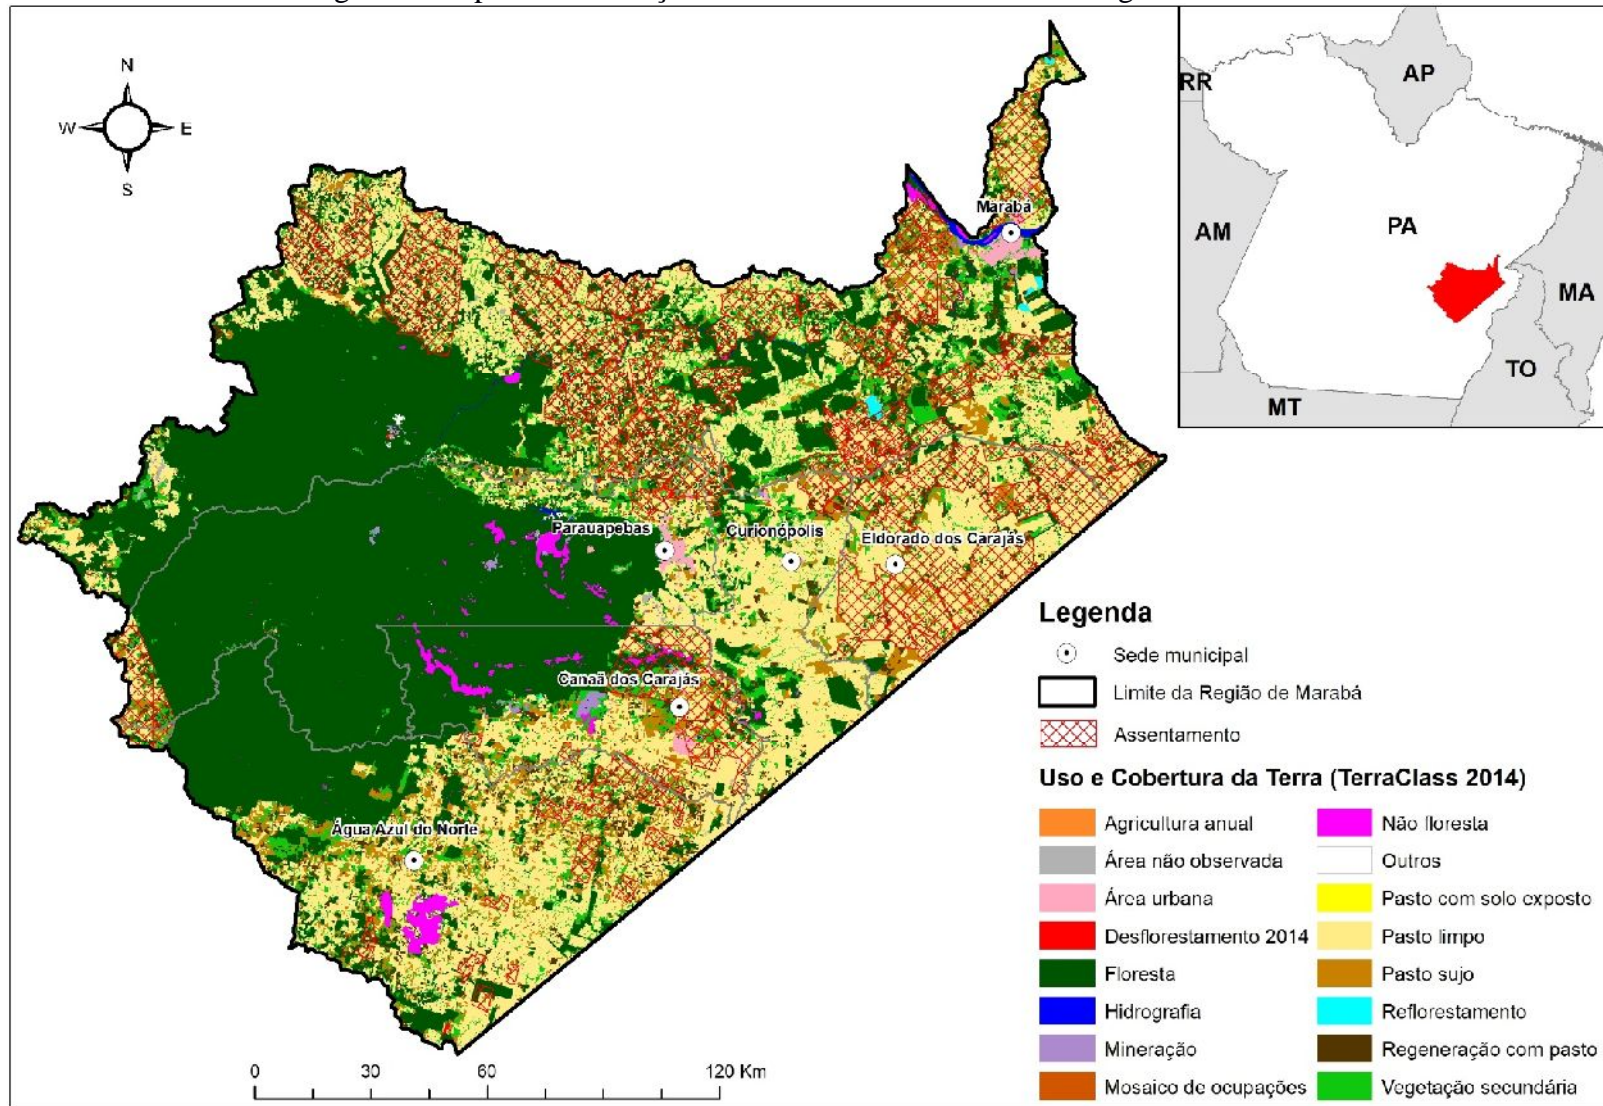 N
W E
S
Marabá
Parauapebas
Curionópolis
Eldorado dos Carajás
Canaã dos Carajás
Água Azul do Norte
0 30 60 120 Km
RR
AP
AM
PA
MA
TO
MT
Legenda
Sede municipal
Limite da Região de Marabá
Assentamento
Uso e Cobertura da Terra (TerraClass 2014)
Agricultura anual
Área não observada
Área urbana
Desflorestamento 2014
Floresta
Hidrografia
Mineração
Mosaico de ocupações
Não floresta
Outros
Pasto com solo exposto
Pasto limpo
Pasto sujo
Reflorestamento
Regeneração com pasto
Vegetação secundária